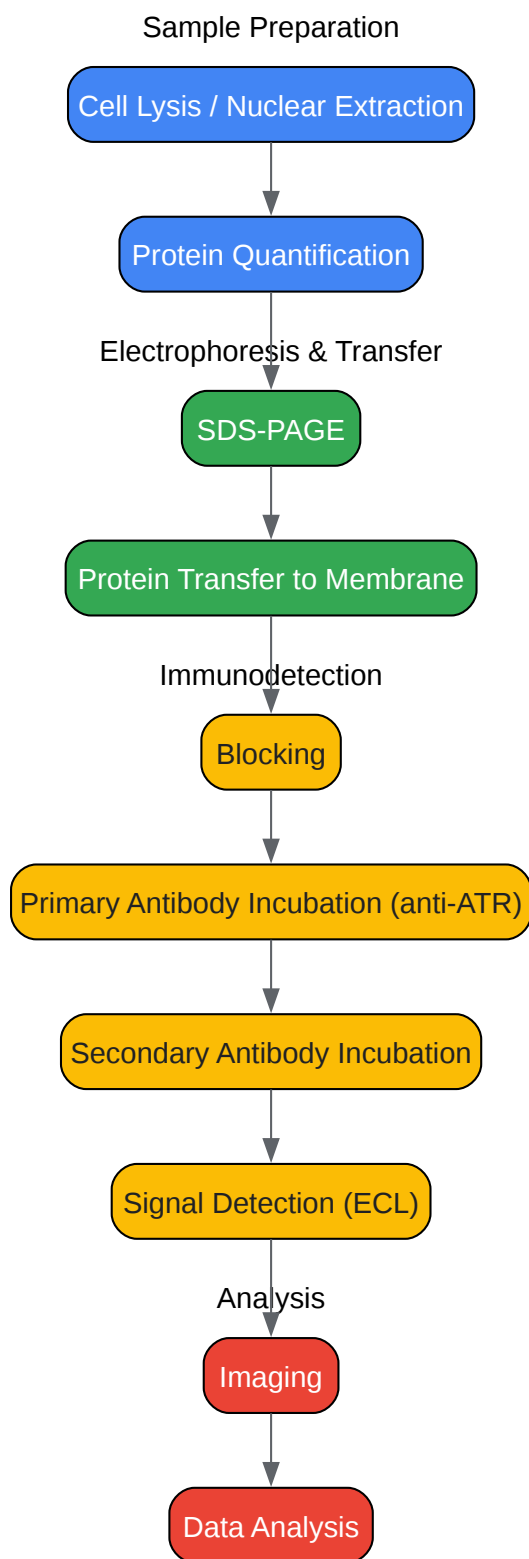 Sample Preparation
Cell Lysis / Nuclear Extraction
Protein Quantification
Electrophoresis & Transfer
SDS-PAGE
Protein Transfer to Membrane
Immunodetection
Blocking
Primary Antibody Incubation (anti-ATR)
Secondary Antibody Incubation
Signal Detection (ECL)
Analysis
Imaging
Data Analysis